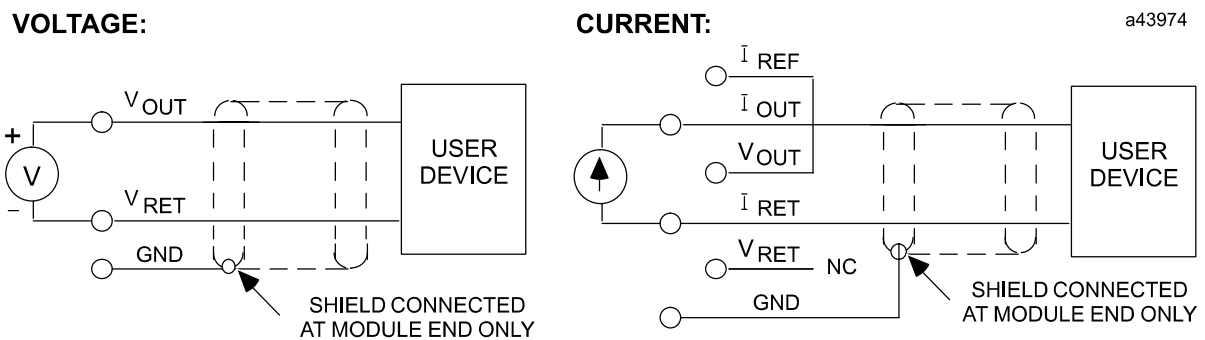 VOLTAGE:
+
V
–
V OUT
V RET
GND
USER
DEVICE
SHIELD CONNECTED
AT MODULE END ONLY
CURRENT:
a43974
Ī REF
Ī OUT
V OUT
Ī RET
V RET
NC
GND
USER
DEVICE
SHIELD CONNECTED
AT MODULE END ONLY